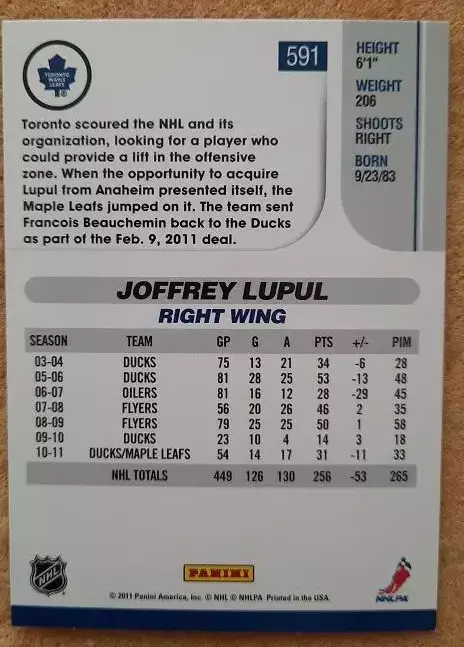 TORONTO
MAPLE
LEAFS
591
HEIGHT
6'1"
WEIGHT
206
SHOOTS
RIGHT
BORN
9/23/83
Toronto scoured the NHL and its
organization, looking for a player who
could provide a lift in the offensive
zone. When the opportunity to acquire
Lupul from Anaheim presented itself, the
Maple Leafs jumped on it. The team sent
Francois Beauchemin back to the Ducks
as part of the Feb. 9, 2011 deal.
JOFFREY LUPUL
RIGHT WING
SEASON TEAM GP G A PTS +/- PIM
03-04 DUCKS 75 13 21 34 -6 28
05-06 DUCKS 81 28 25 53 -13 48
06-07 OILERS 81 16 12 28 -29 45
07-08 FLYERS 56 20 26 46 2 35
08-09 FLYERS 79 25 25 50 1 58
09-10 DUCKS 23 10 4 14 3 18
10-11 DUCKS/MAPLE LEAFS 54 14 17 31 -11 33
NHL TOTALS 449 126 130 256 -53 265
NHL
PANINI
NHLPA
© 2011 Panini America, Inc. © NHL © NHLPA Printed in the USA